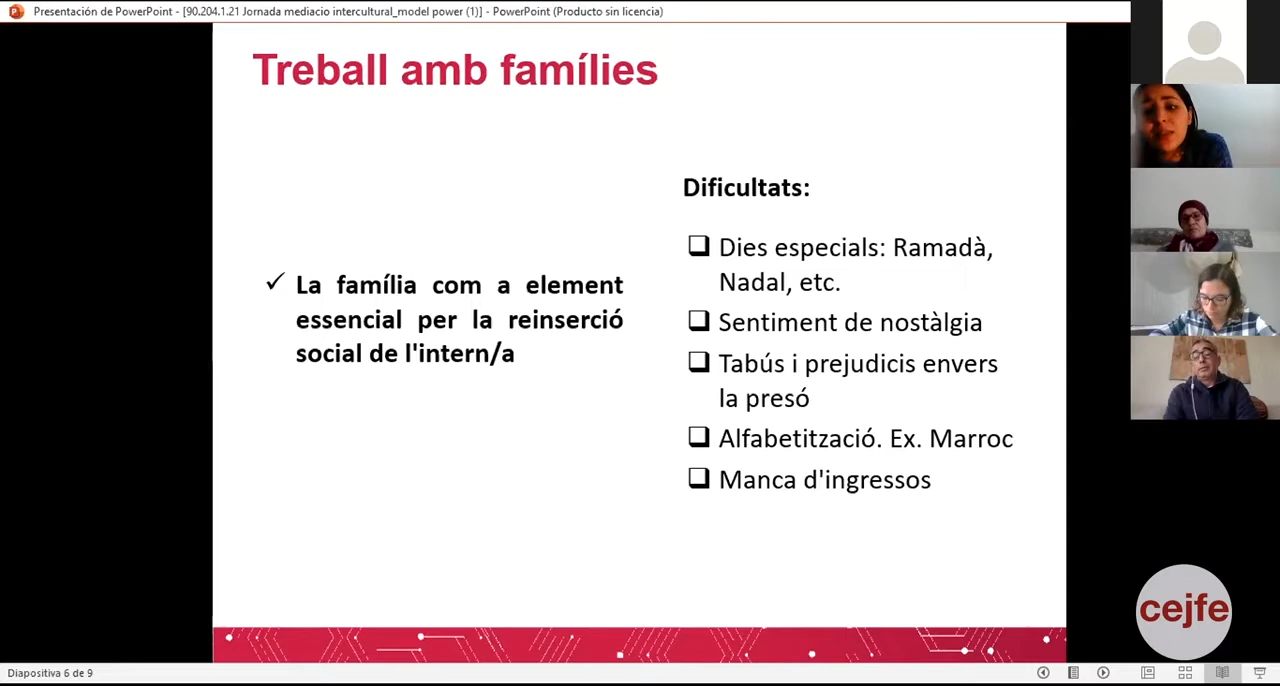 Presentación de PowerPoint - [90.204.1.21 Jornada mediacio intercultural_model power (1)] - PowerPoint (Producto sin licencia)
Treball amb famílies
La família com a element
essencial per la reinserció
social de l'intern/a
Dificultats:
Dies especials: Ramadà,
Nadal, etc.
Sentiment de nostàlgia
Tabús i prejudicis envers
la presó
Alfabetització. Ex. Marroc
Manca d'ingressos
cejfe
Diapositiva 6 de 9